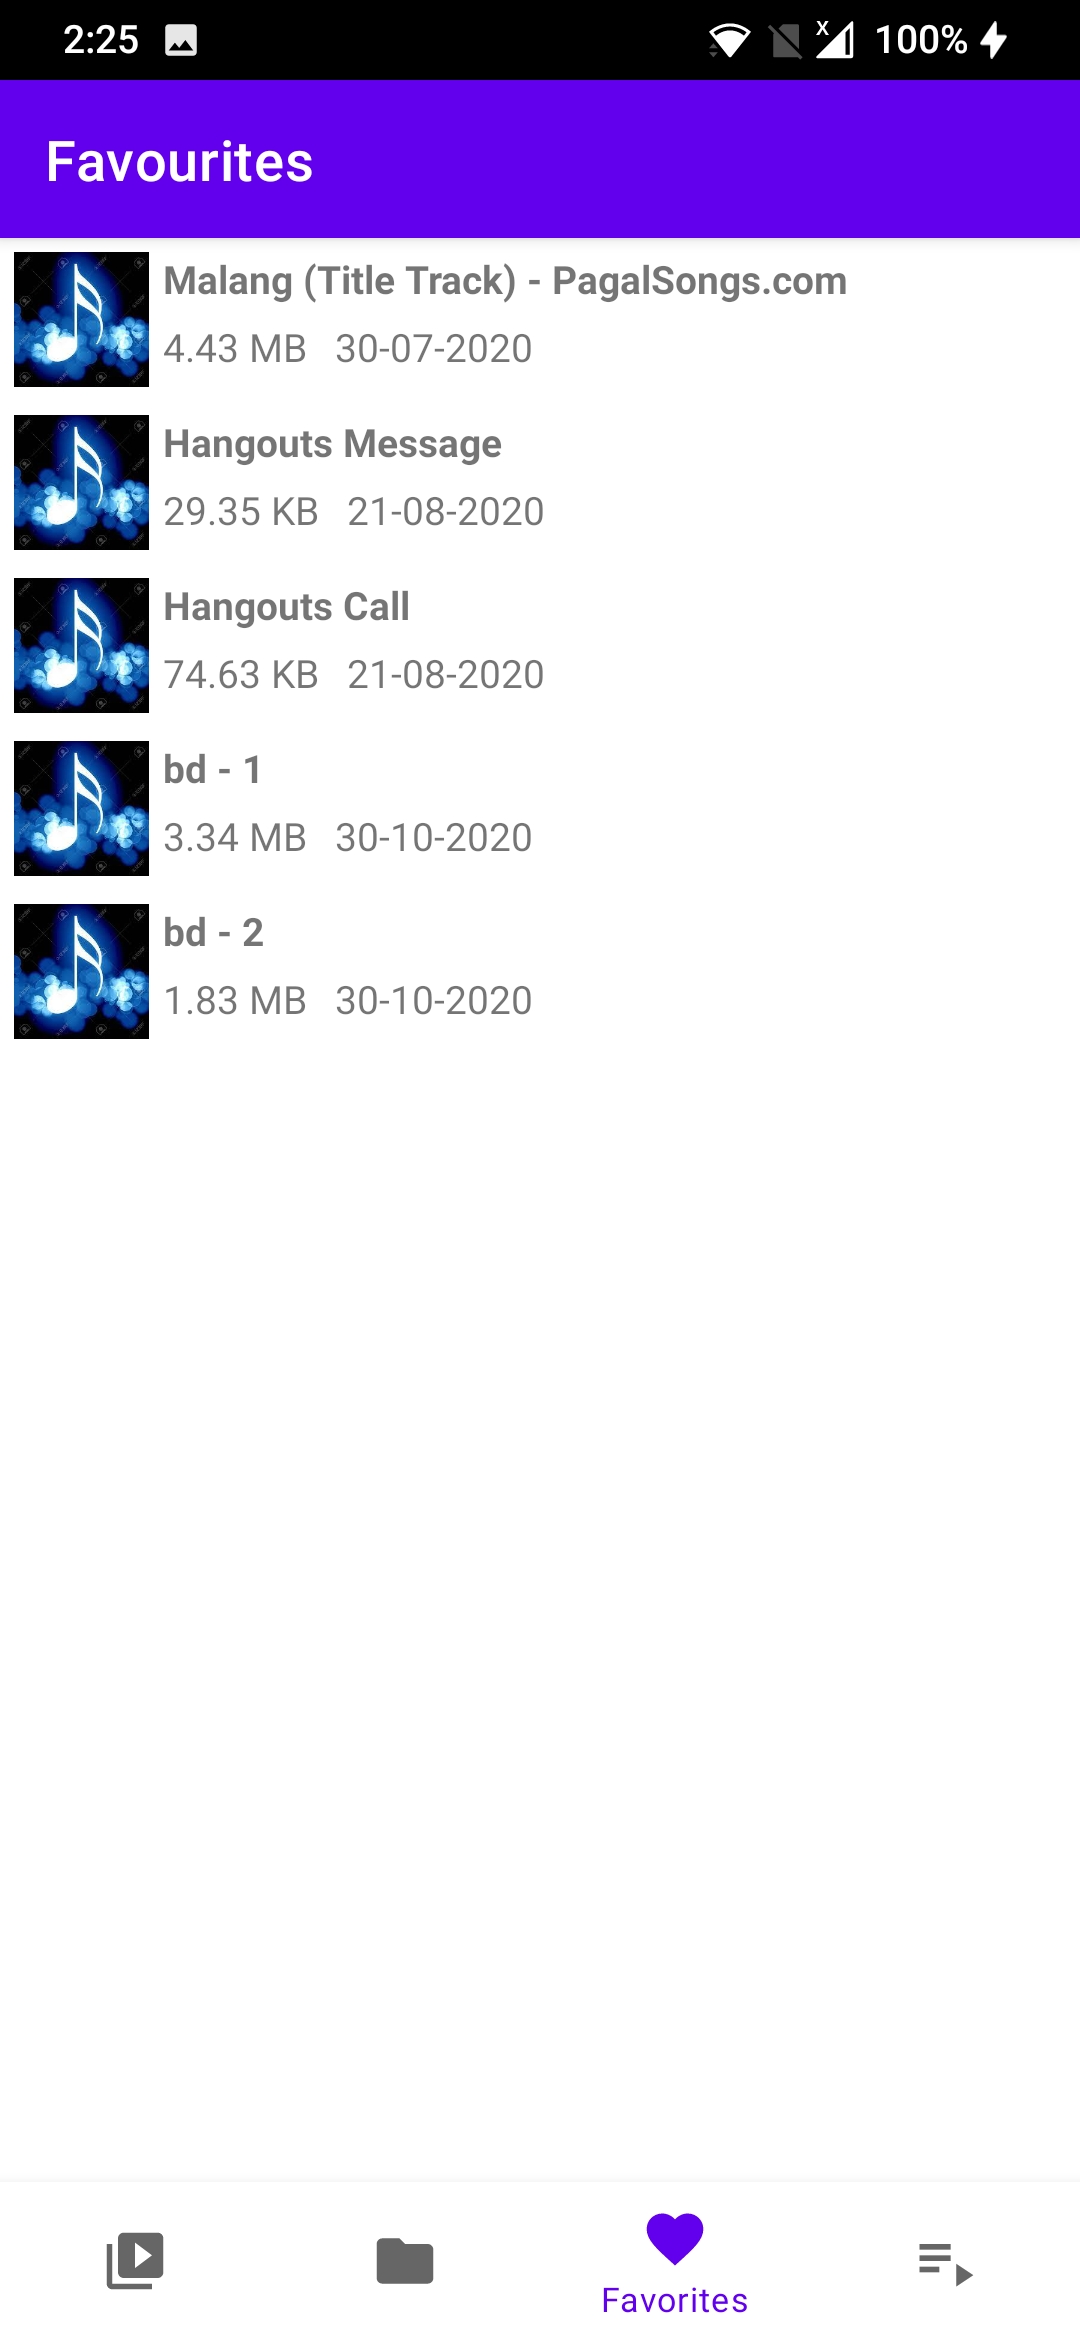 2:25
X
100%
Favourites
Malang (Title Track) - PagalSongs.com
4.43 MB 30-07-2020
Hangouts Message
29.35 KB 21-08-2020
Hangouts Call
74.63 KB 21-08-2020
bd - 1
3.34 MB 30-10-2020
bd - 2
1.83 MB 30-10-2020
Favorites